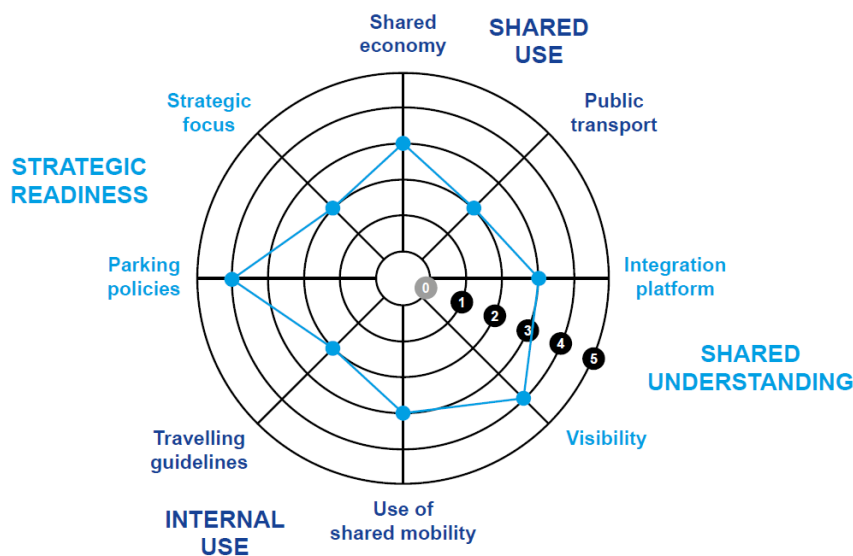 Shared
economy
SHARED
USE
Strategic
focus
Public
transport
STRATEGIC
READINESS
Parking
policies
Integration
platform
0
1
2
3
4
5
SHARED
UNDERSTANDING
Travelling
guidelines
Visibility
INTERNAL
USE
Use of
shared mobility